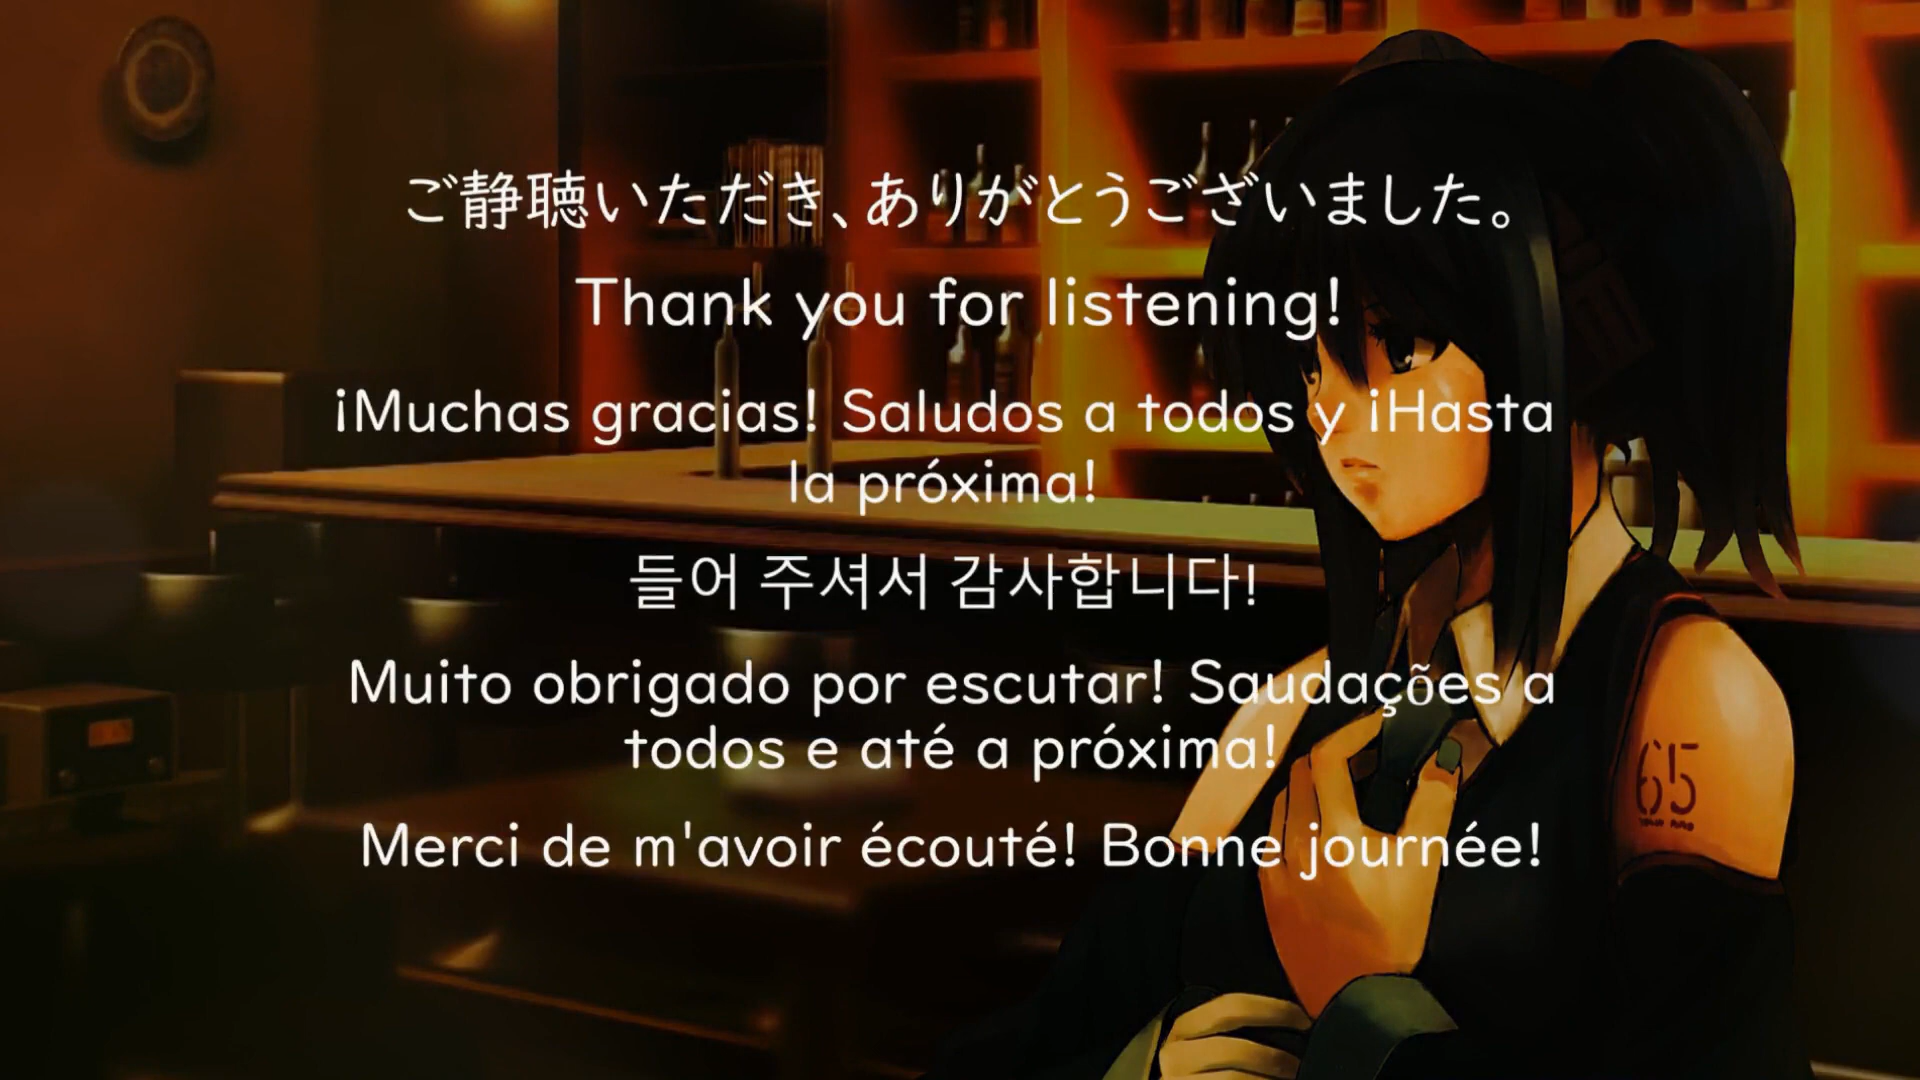 ご静聴いただき、ありがとうございました。
Thank you for listening!
¡Muchas gracias! Saludos a todos y ¡Hasta
la próxima!
들어 주셔서 감사합니다!
Muito obrigado por escutar! Saudações a
todos e até a próxima!
Merci de m'avoir écouté! Bonne journée!
65